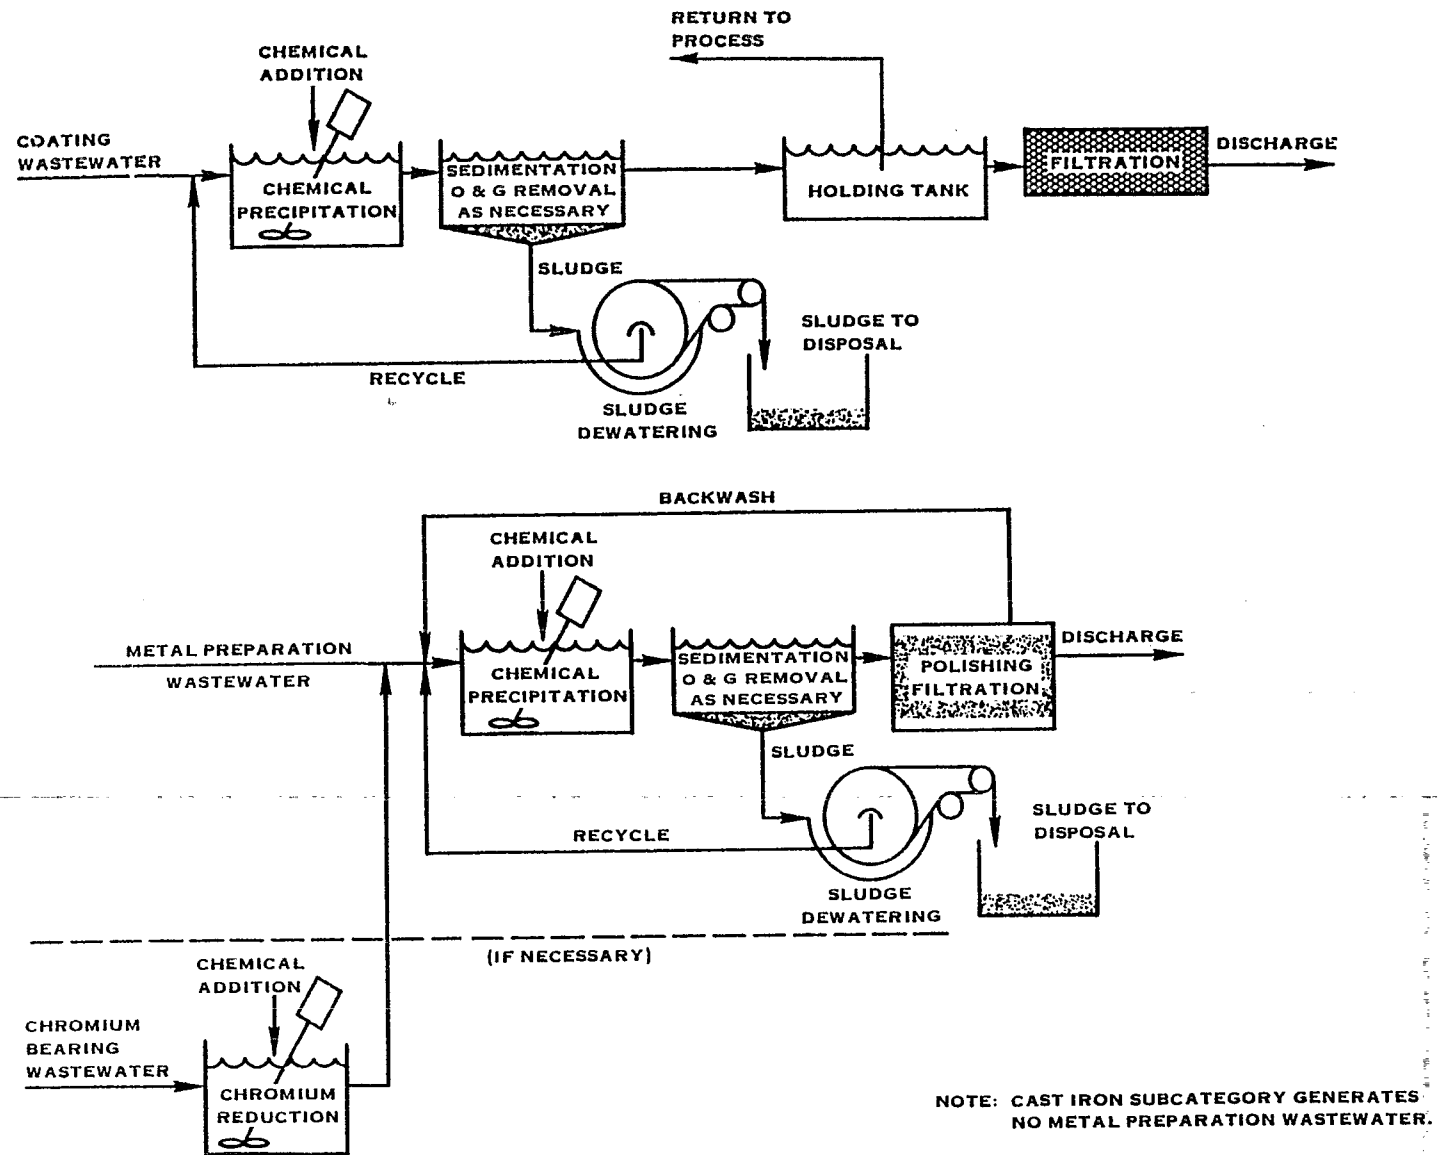 RETURN TO
PROCESS
CHEMICAL
ADDITION
COATING
WASTEWATER
CHEMICAL
PRECIPITATION
SEDIMENTATION
O & G REMOVAL
AS NECESSARY
HOLDING TANK
FILTRATION
DISCHARGE
SLUDGE
SLUDGE TO
DISPOSAL
RECYCLE
SLUDGE
DEWATERING
BACKWASH
CHEMICAL
ADDITION
METAL PREPARATION
WASTEWATER
CHEMICAL
PRECIPITATION
SEDIMENTATION
O & G REMOVAL
AS NECESSARY
POLISHING
FILTRATION
DISCHARGE
SLUDGE
SLUDGE TO
DISPOSAL
RECYCLE
SLUDGE
DEWATERING
(IF NECESSARY)
CHEMICAL
ADDITION
CHROMIUM
BEARING
WASTEWATER
CHROMIUM
REDUCTION
NOTE: CAST IRON SUBCATEGORY GENERATES
NO METAL PREPARATION WASTEWATER.